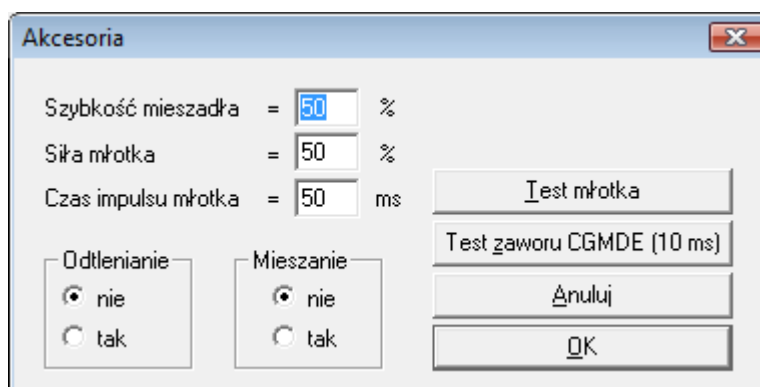 Akcesoria
Szybkość mieszadła = 50 %
Siła młotka = 50 %
Czas impulsu młotka = 50 ms
Test młotka
Test zaworu CGMDE (10 ms)
Anuluj
OK
Odtlenianie
nie
tak
Mieszanie
nie
tak